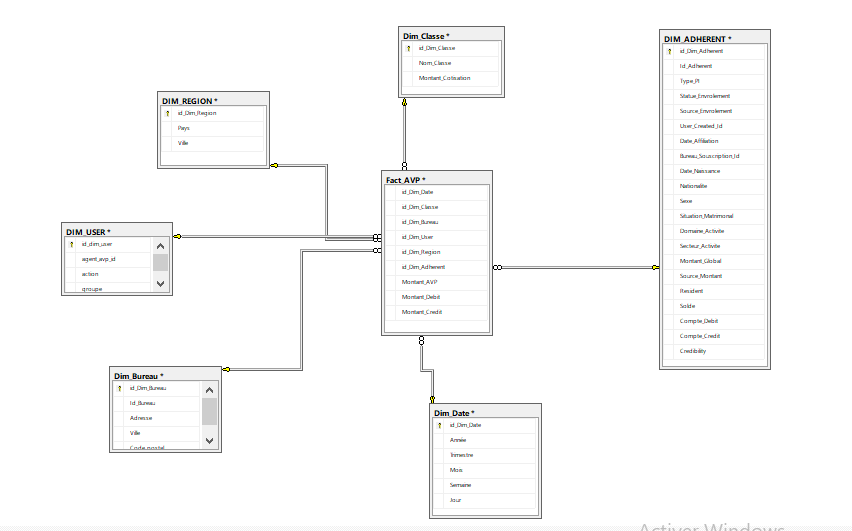 Dim_Classe *
id_Dim_Classe
Nom_Classe
Montant_Cotisation
DIM_ADHERENT *
id_Dim_Adherent
Id_Adherent
Type_PI
Statue_Enrolement
Source_Enrolement
User_Created_Id
Date_Affiliation
Bureau_Souscription_Id
Date_Naissance
Nationalite
Sexe
Situation_Matrimonial
Domaine_Activite
Secteur_Activite
Montant_Global
Source_Montant
Resident
Solde
Compte_Debit
Compte_Credit
Credibility
DIM_REGION *
id_Dim_Region
Pays
Ville
Fact_AVP *
id_Dim_Date
id_Dim_Classe
id_Dim_Bureau
id_Dim_User
id_Dim_Region
id_Dim_Adherent
Montant_AVP
Montant_Debit
Montant_Credit
DIM_USER *
id_dim_user
agent_avp_id
action
groupe
Dim_Bureau *
id_Dim_Bureau
Id_Bureau
Adresse
Ville
Code_postal
Dim_Date *
id_Dim_Date
Année
Trimestre
Mois
Semaine
Jour
Activer Windows